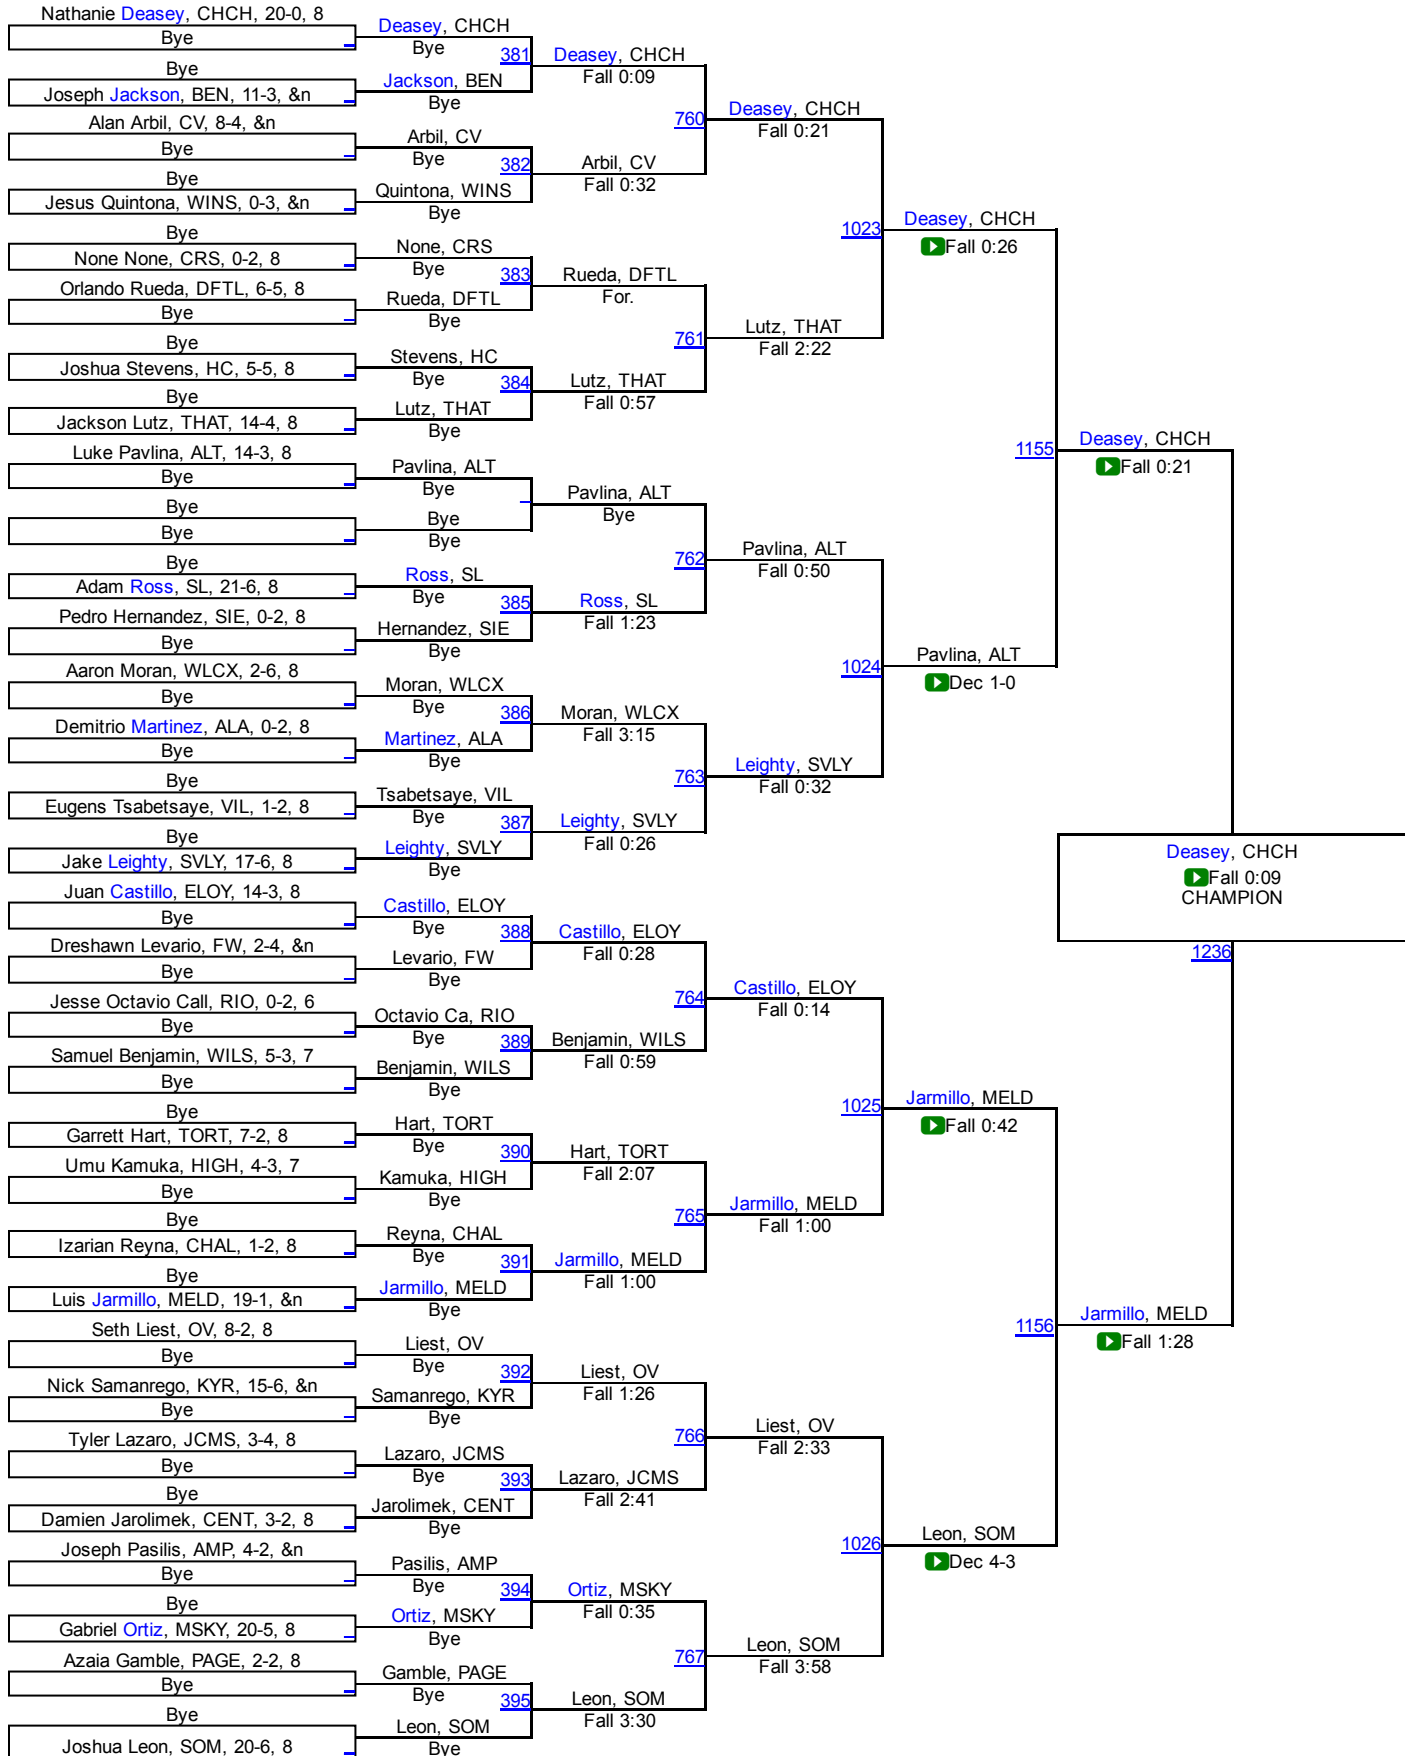 Nathanie Deasey, CHCH, 20-0, 8
Bye
Bye
Joseph Jackson, BEN, 11-3, &n
Alan Arbil, CV, 8-4, &n
Bye
Bye
Jesus Quintona, WINS, 0-3, &n
Bye
None None, CRS, 0-2, 8
Orlando Rueda, DFTL, 6-5, 8
Bye
Bye
Joshua Stevens, HC, 5-5, 8
Bye
Jackson Lutz, THAT, 14-4, 8
Luke Pavlina, ALT, 14-3, 8
Bye
Bye
Bye
Bye
Adam Ross, SL, 21-6, 8
Pedro Hernandez, SIE, 0-2, 8
Bye
Aaron Moran, WLCX, 2-6, 8
Bye
Demitrio Martinez, ALA, 0-2, 8
Bye
Bye
Eugens Tsabetsaye, VIL, 1-2, 8
Bye
Jake Leighty, SVLY, 17-6, 8
Juan Castillo, ELOY, 14-3, 8
Bye
Dreshawn Levario, FW, 2-4, &n
Bye
Jesse Octavio Call, RIO, 0-2, 6
Bye
Samuel Benjamin, WILS, 5-3, 7
Bye
Bye
Garrett Hart, TORT, 7-2, 8
Umu Kamuka, HIGH, 4-3, 7
Bye
Bye
Izarian Reyna, CHAL, 1-2, 8
Bye
Luis Jarmillo, MELD, 19-1, &n
Seth Liest, OV, 8-2, 8
Bye
Nick Samanrego, KYR, 15-6, &n
Bye
Tyler Lazaro, JCMS, 3-4, 8
Bye
Bye
Damien Jarolimek, CENT, 3-2, 8
Joseph Pasilis, AMP, 4-2, &n
Bye
Bye
Gabriel Ortiz, MSKY, 20-5, 8
Azaia Gamble, PAGE, 2-2, 8
Bye
Bye
Joshua Leon, SOM, 20-6, 8
Deasey, CHCH
Bye
381
Jackson, BEN
Bye
Arbil, CV
Bye
382
Quintona, WINS
Bye
None, CRS
Bye
383
Rueda, DFTL
Bye
Stevens, HC
Bye
384
Lutz, THAT
Bye
Pavlina, ALT
Bye
Bye
Bye
Ross, SL
Bye
385
Hernandez, SIE
Bye
Moran, WLCX
Bye
386
Martinez, ALA
Bye
Tsabetsaye, VIL
Bye
387
Leighty, SVLY
Bye
Castillo, ELOY
Bye
388
Levario, FW
Bye
Octavio Ca, RIO
Bye
389
Benjamin, WILS
Bye
Hart, TORT
Bye
390
Kamuka, HIGH
Bye
Reyna, CHAL
Bye
391
Jarmillo, MELD
Bye
Liest, OV
Bye
392
Samanrego, KYR
Bye
Lazaro, JCMS
Bye
393
Jarolimek, CENT
Bye
Pasilis, AMP
Bye
394
Ortiz, MSKY
Bye
Gamble, PAGE
Bye
395
Leon, SOM
Bye
Deasey, CHCH
Fall 0:09
760
Arbil, CV
Fall 0:32
Rueda, DFTL
For.
761
Lutz, THAT
Fall 0:57
Pavlina, ALT
Bye
762
Ross, SL
Fall 1:23
Moran, WLCX
Fall 3:15
763
Leighty, SVLY
Fall 0:26
Castillo, ELOY
Fall 0:28
764
Benjamin, WILS
Fall 0:59
Hart, TORT
Fall 2:07
765
Jarmillo, MELD
Fall 1:00
Liest, OV
Fall 1:26
766
Lazaro, JCMS
Fall 2:41
Ortiz, MSKY
Fall 0:35
767
Leon, SOM
Fall 3:30
Deasey, CHCH
Fall 0:21
1023
Lutz, THAT
Fall 2:22
Pavlina, ALT
Fall 0:50
1024
Leighty, SVLY
Fall 0:32
Castillo, ELOY
Fall 0:14
1025
Jarmillo, MELD
Fall 1:00
Liest, OV
Fall 2:33
1026
Leon, SOM
Fall 3:58
Deasey, CHCH
Fall 0:26
1155
Pavlina, ALT
Dec 1-0
Jarmillo, MELD
Fall 0:42
1156
Leon, SOM
Dec 4-3
Deasey, CHCH
Fall 0:21
Deasey, CHCH
Fall 0:09
CHAMPION
1236
Jarmillo, MELD
Fall 1:28